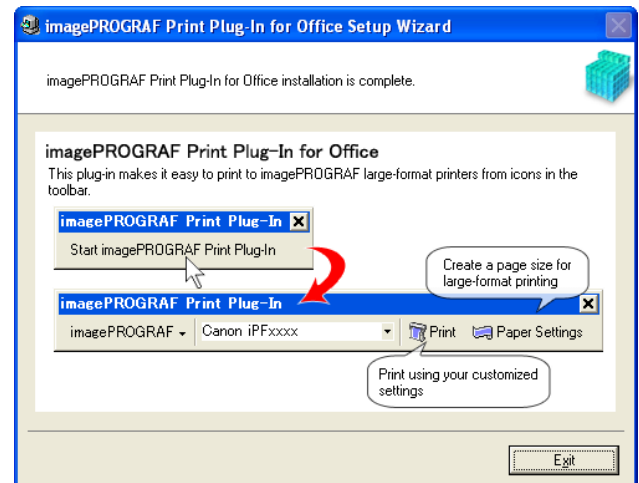 imagePROGRAF Print Plug-In for Office Setup Wizard
imagePROGRAF Print Plug-In for Office installation is complete.
imagePROGRAF Print Plug-In for Office
This plug-in makes it easy to print to imagePROGRAF large-format printers from icons in the
toolbar.
imagePROGRAF Print Plug-In
Start imagePROGRAF Print Plug-In
Create a page size for
large-format printing
imagePROGRAF Print Plug-In
imagePROGRAF
Canon iPFxxxx
Print
Paper Settings
Print using your customized
settings
Exit